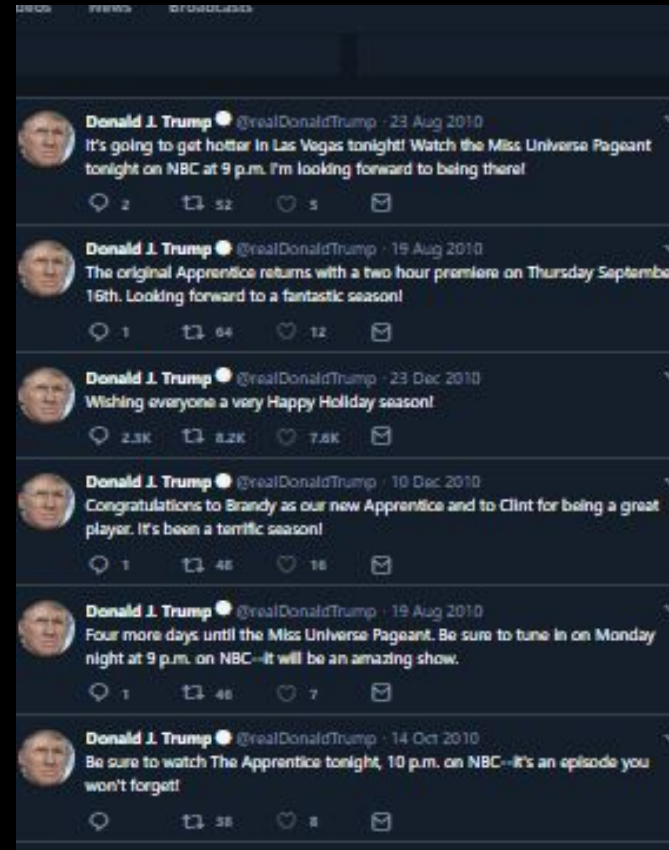 News Broadcasts
Donald J. Trump @realDonaldTrump · 23 Aug 2010
It's going to get hotter in Las Vegas tonight! Watch the Miss Universe Pageant
tonight on NBC at 9 p.m. I'm looking forward to being there!
2 52 5
Donald J. Trump @realDonaldTrump · 19 Aug 2010
The original Apprentice returns with a two hour premiere on Thursday Septembe
16th. Looking forward to a fantastic season!
1 64 12
Donald J. Trump @realDonaldTrump · 23 Dec 2010
Wishing everyone a very Happy Holiday season!
2.3K 8.2K 7.6K
Donald J. Trump @realDonaldTrump · 10 Dec 2010
Congratulations to Brandy as our new Apprentice and to Clint for being a great
player. It's been a terrific season!
1 16
Donald J. Trump @realDonaldTrump · 19 Aug 2010
Four more days until the Miss Universe Pageant. Be sure to tune in on Monday
night at 9 p.m. on NBC--it will be an amazing show.
1 7
Donald J. Trump @realDonaldTrump · 14 Oct 2010
Be sure to watch The Apprentice tonight, 10 p.m. on NBC--it's an episode you
won't forget!
8